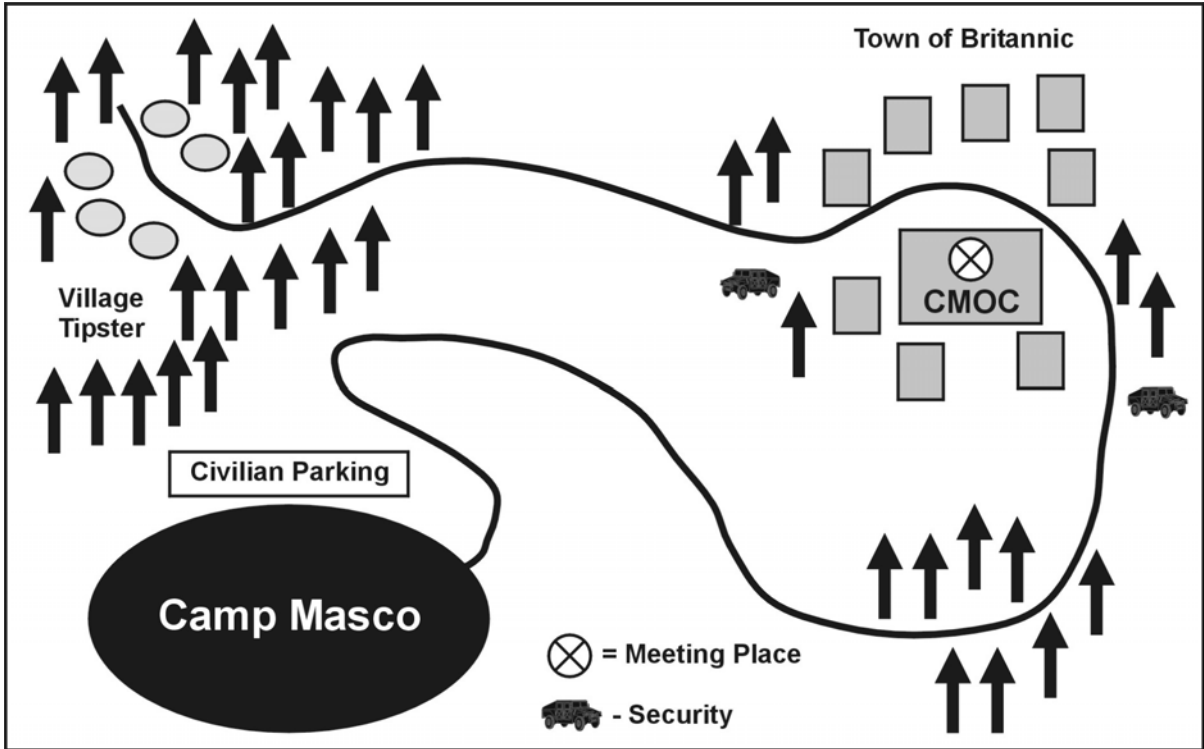 Town of Britannic
CMOC
Village
Tipster
Civilian Parking
Camp Masco
= Meeting Place
- Security